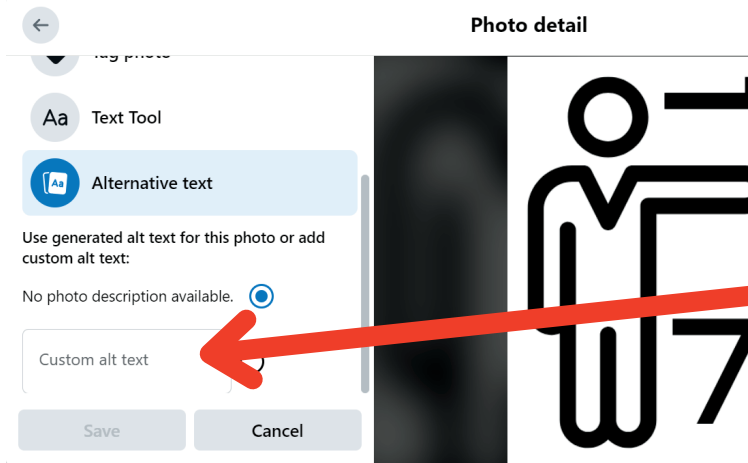 Photo detail
Tag photo
Aa Text Tool
Aa Alternative text
Use generated alt text for this photo or add
custom alt text:
No photo description available.
Custom alt text
Save
Cancel
7